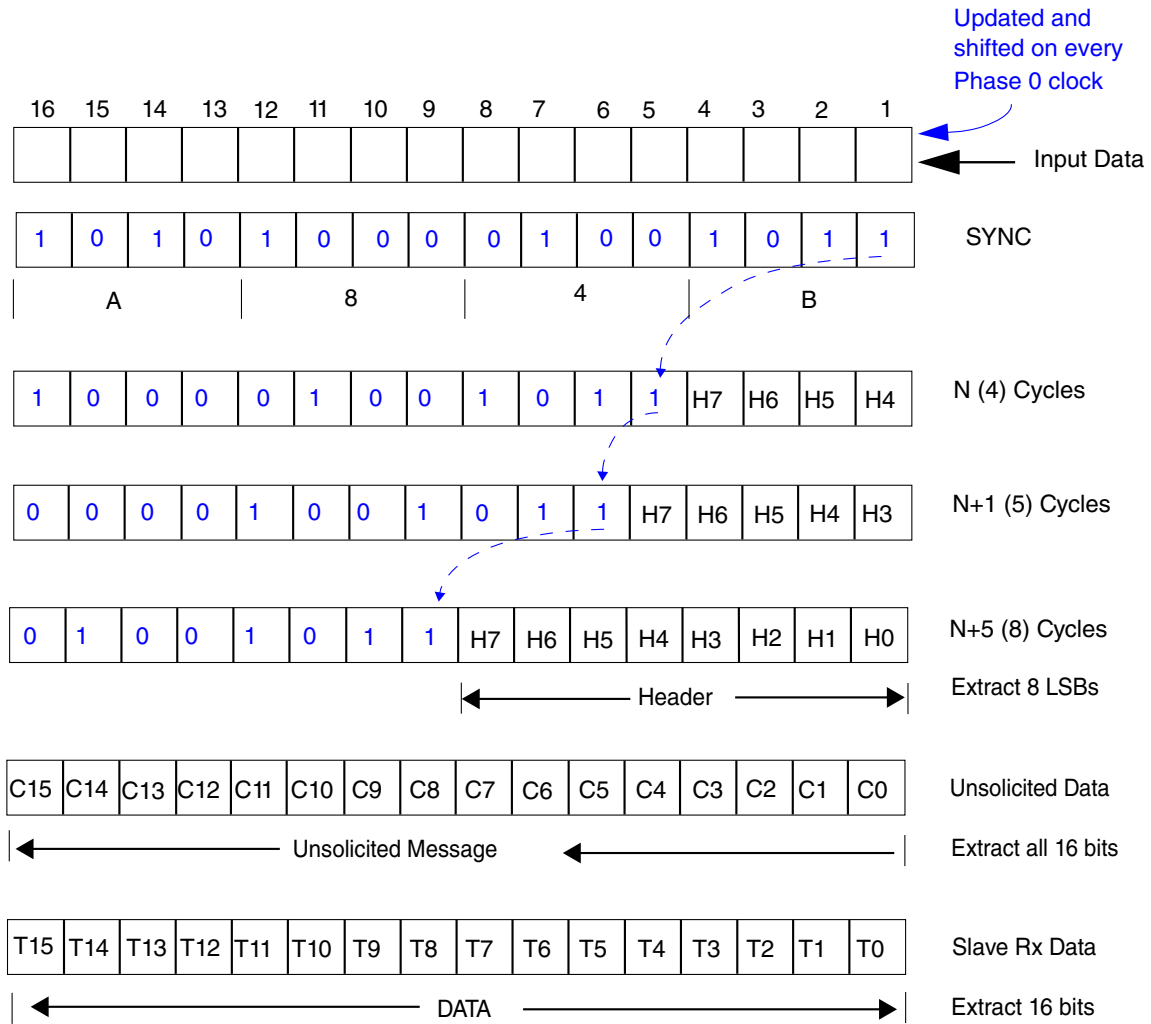 Updated and
shifted on every
Phase 0 clock
16 15 14 13 12 11 10 9 8 7 6 5 4 3 2 1
Input Data
1 0 1 0 1 0 0 0 0 1 0 0 1 0 1 1 SYNC
A 8 4 B
1 0 0 0 0 1 0 0 1 0 1 1 H7 H6 H5 H4 N (4) Cycles
0 0 0 0 1 0 0 1 0 1 1 H7 H6 H5 H4 H3 N+1 (5) Cycles
0 1 0 0 1 0 1 1 H7 H6 H5 H4 H3 H2 H1 H0 N+5 (8) Cycles
Header Extract 8 LSBs
C15 C14 C13 C12 C11 C10 C9 C8 C7 C6 C5 C4 C3 C2 C1 C0 Unsolicited Data
Unsolicited Message Extract all 16 bits
T15 T14 T13 T12 T11 T10 T9 T8 T7 T6 T5 T4 T3 T2 T1 T0 Slave Rx Data
DATA Extract 16 bits